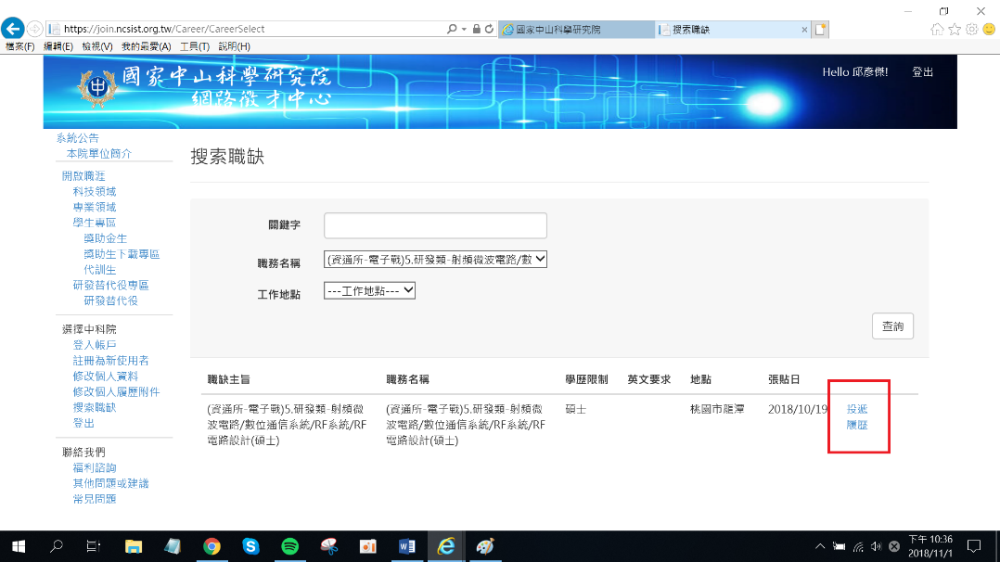 https://join.ncsist.org.tw/Career/CareerSelect
國家中山科學研究院
搜索職缺
檔案(F) 編輯(E) 檢視(V) 我的最愛(A) 工具(T) 說明(H)
國家中山科學研究院
網路徵才中心
Hello 邱彥傑!
登出
系統公告
本院單位簡介
開啟職涯
科技領域
專業領域
學生專區
獎助金生
獎助生下載專區
代訓生
研發替代役專區
研發替代役
選擇中科院
登入帳戶
註冊為新使用者
修改個人資料
修改個人履歷附件
搜索職缺
登出
聯絡我們
福利諮詢
其他問題或建議
常見問題
搜索職缺
關鍵字
職務名稱
(資通所-電子戰)5.研發類-射頻微波電路/數
工作地點
---工作地點---
查詢
職缺主旨 職務名稱 學歷限制 英文要求 地點 張貼日
(資通所-電子戰)5.研發類-射頻微
波電路/數位通信系統/RF系統/RF
電路設計(碩士)
(資通所-電子戰)5.研發類-射頻微
波電路/數位通信系統/RF系統/RF
電路設計(碩士)
碩士
桃園市龍潭
2018/10/19
投遞
履歷
下午 10:36
2018/11/1